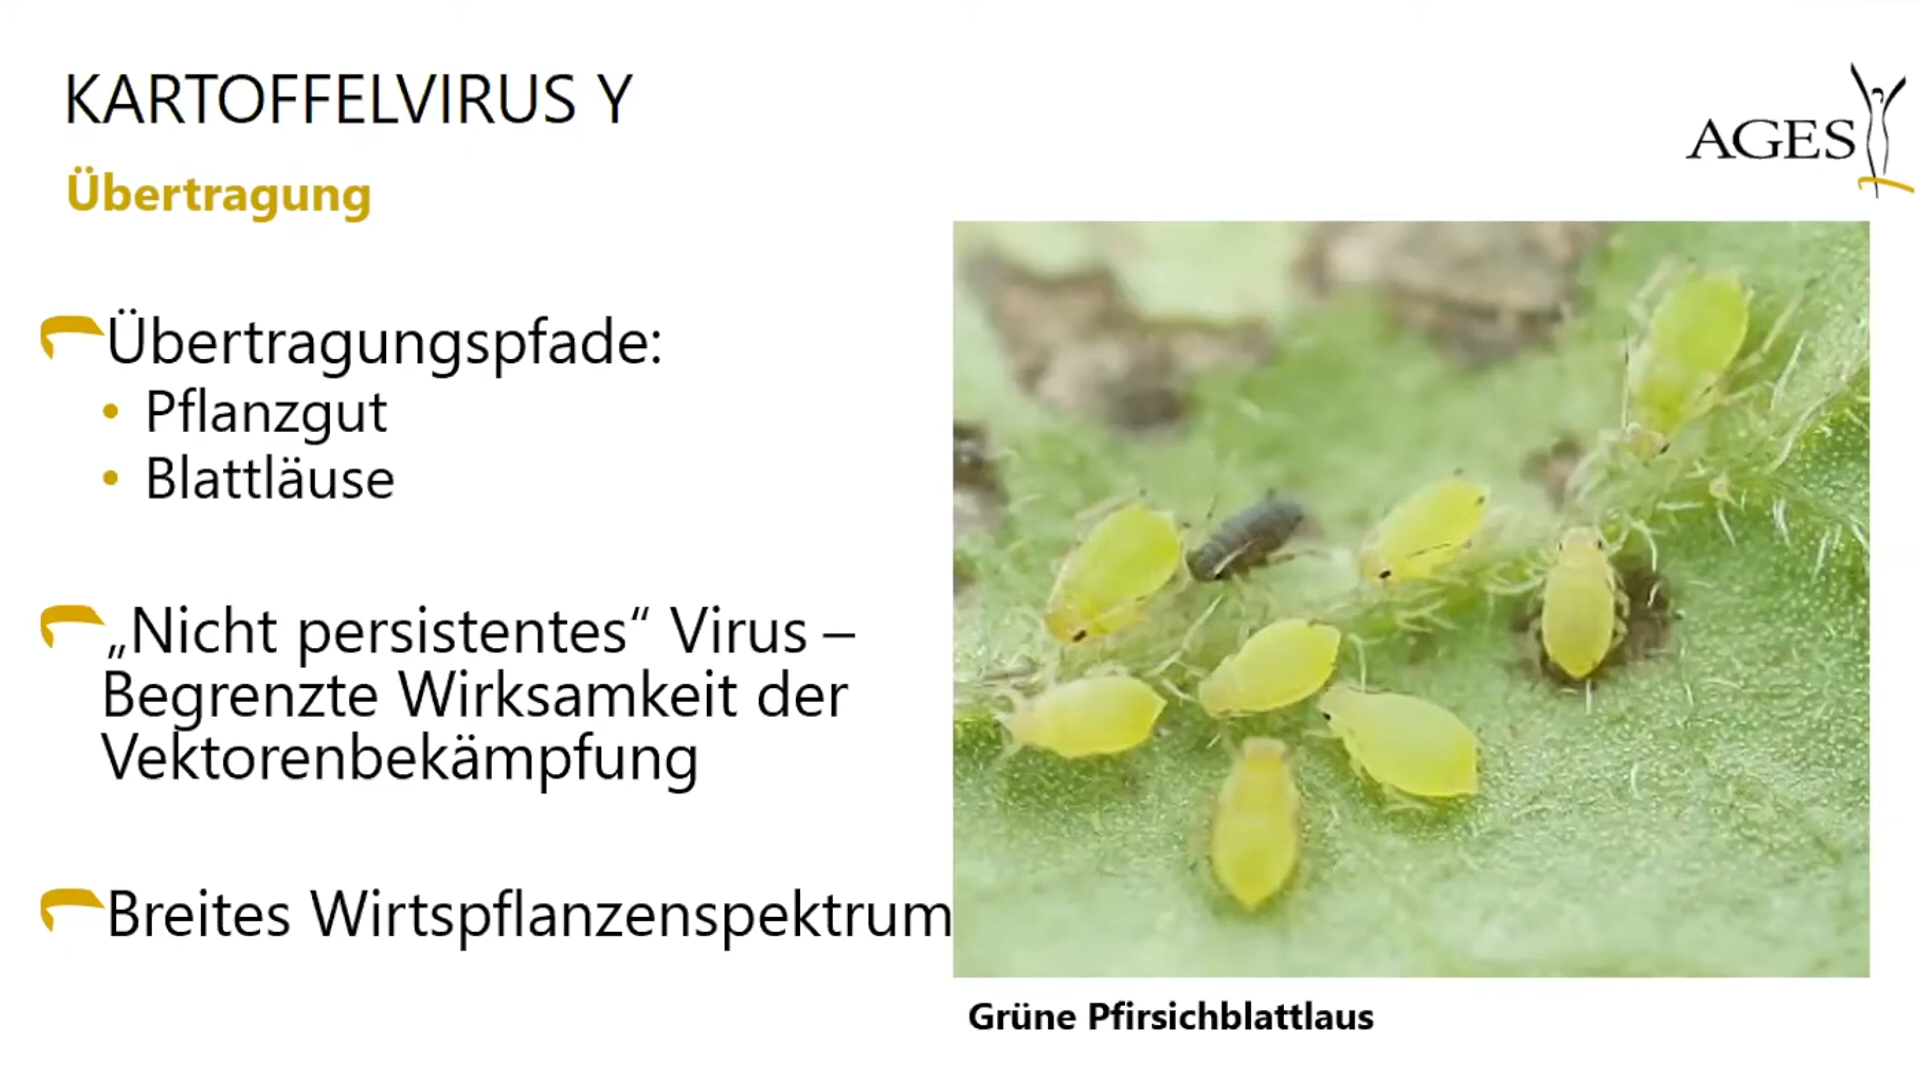 KARTOFFELVIRUS Y
AGES
Übertragung
Übertragungspfade:
• Pflanzgut
• Blattläuse
„Nicht persistentes“ Virus –
Begrenzte Wirksamkeit der
Vektorenbekämpfung
Breites Wirtspflanzenspektrum
Grüne Pfirsichblattlaus